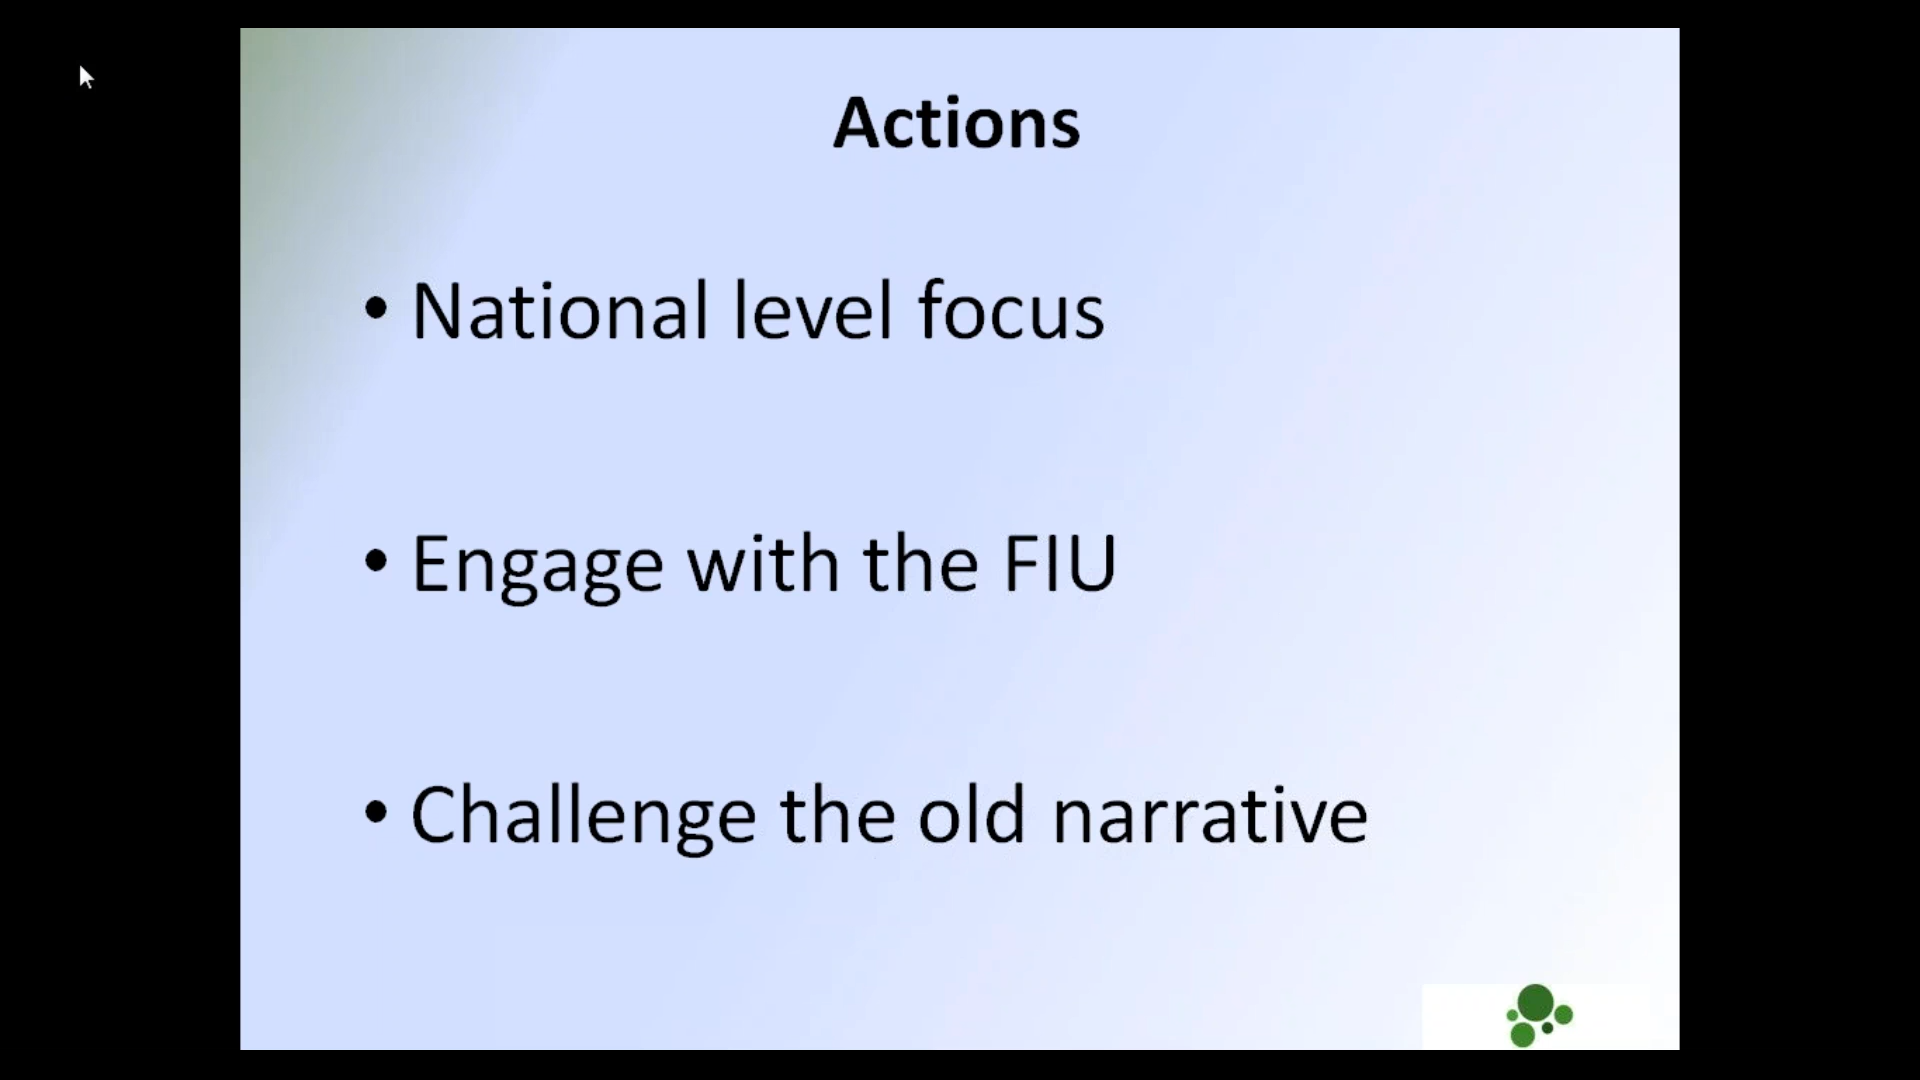 Actions
• National level focus
• Engage with the FIU
• Challenge the old narrative